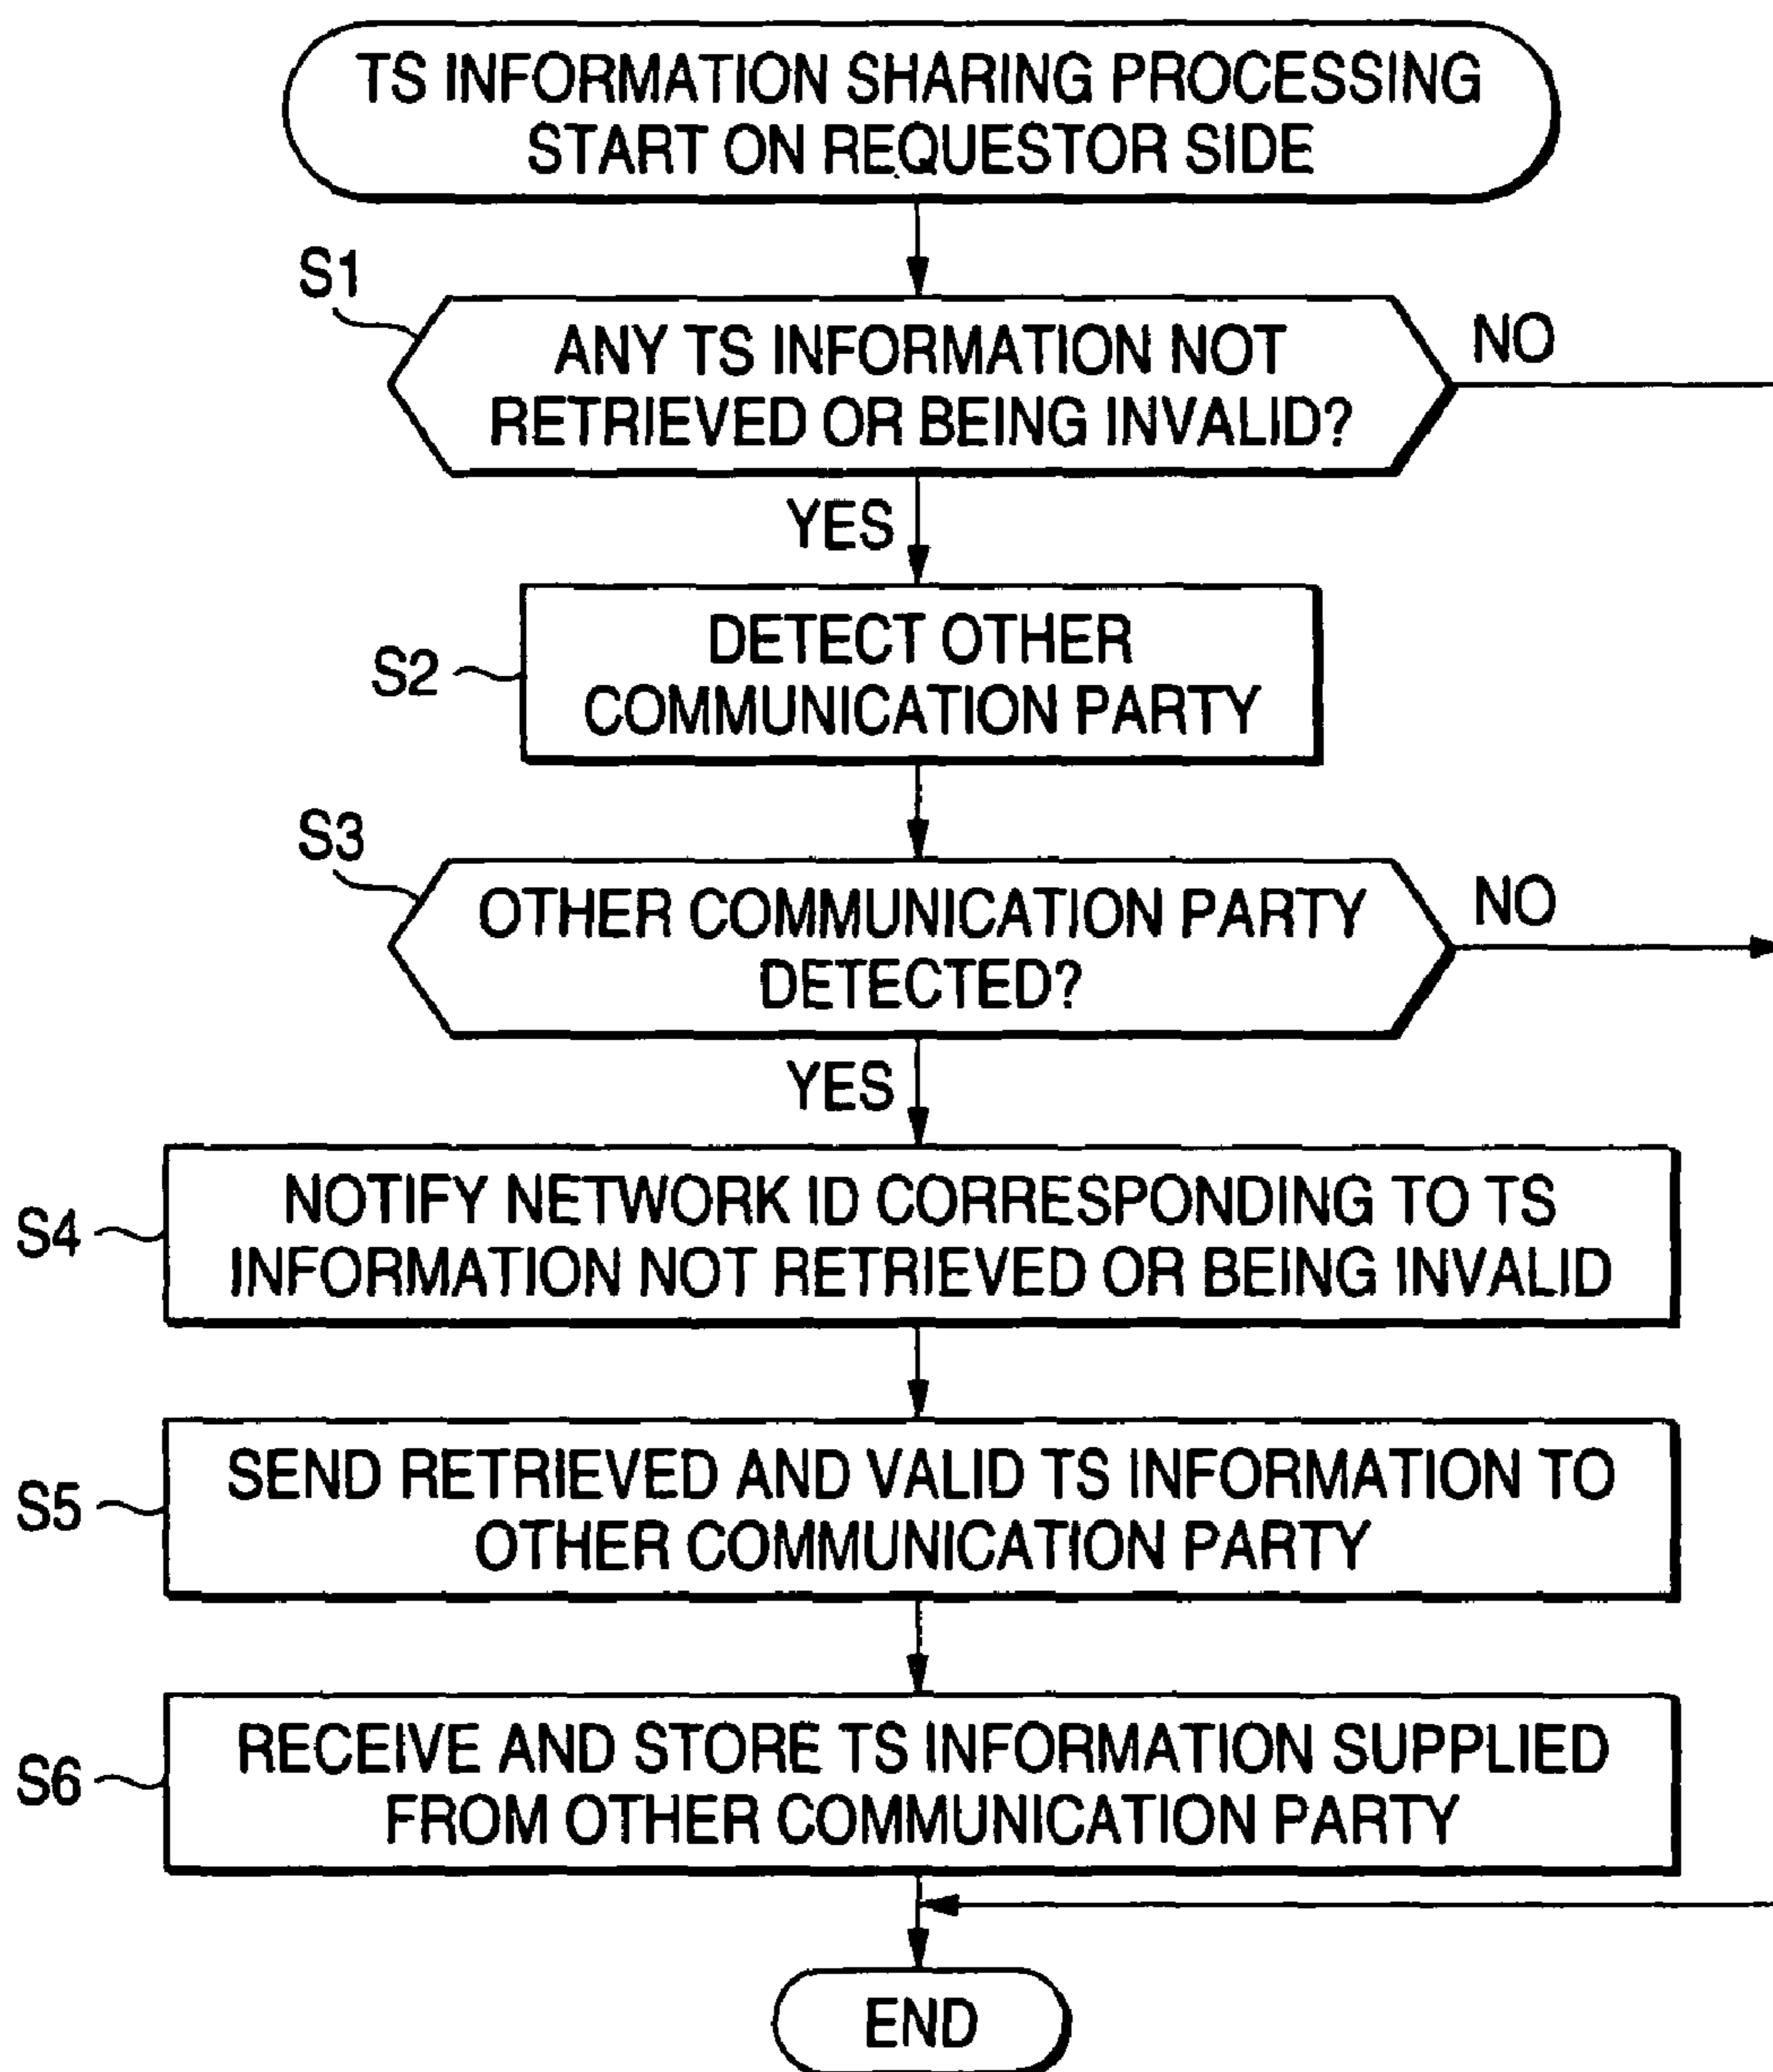 TS INFORMATION SHARING PROCESSING
START ON REQUESTOR SIDE
S1
ANY TS INFORMATION NOT
RETRIEVED OR BEING INVALID?
NO
YES
S2
DETECT OTHER
COMMUNICATION PARTY
S3
OTHER COMMUNICATION PARTY
DETECTED?
NO
YES
S4
NOTIFY NETWORK ID CORRESPONDING TO TS
INFORMATION NOT RETRIEVED OR BEING INVALID
S5
SEND RETRIEVED AND VALID TS INFORMATION TO
OTHER COMMUNICATION PARTY
S6
RECEIVE AND STORE TS INFORMATION SUPPLIED
FROM OTHER COMMUNICATION PARTY
END